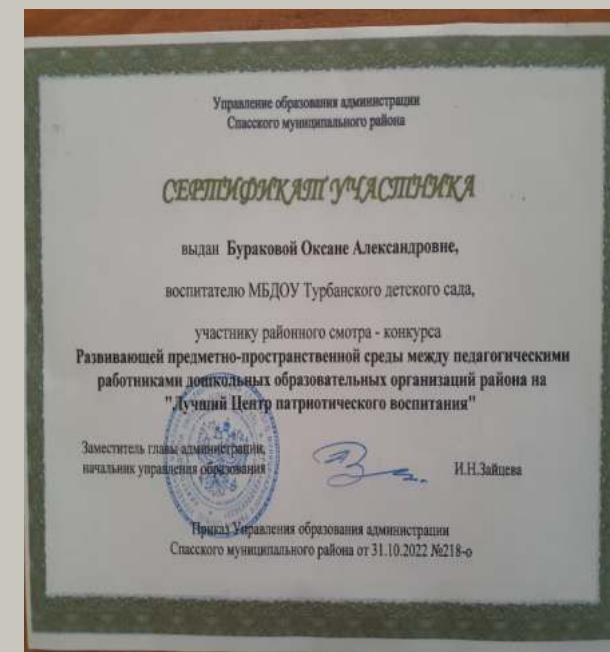 Управление образования администрации
Спасского муниципального района
СЕРТИФИКАТ УЧАСТНИКА
выдан Бураковой Оксане Александровне,
воспитателю МБДОУ Турбанского детского сада,
участнику районного смотра - конкурса
Развивающей предметно-пространственной среды между педагогическими
работниками дошкольных образовательных организаций района на
"Лучший Центр патриотического воспитания"
Заместитель главы администрации,
начальник управления образования
И.Н.Зайцева
Приказ Управления образования администрации
Спасского муниципального района от 31.10.2022 №218-о